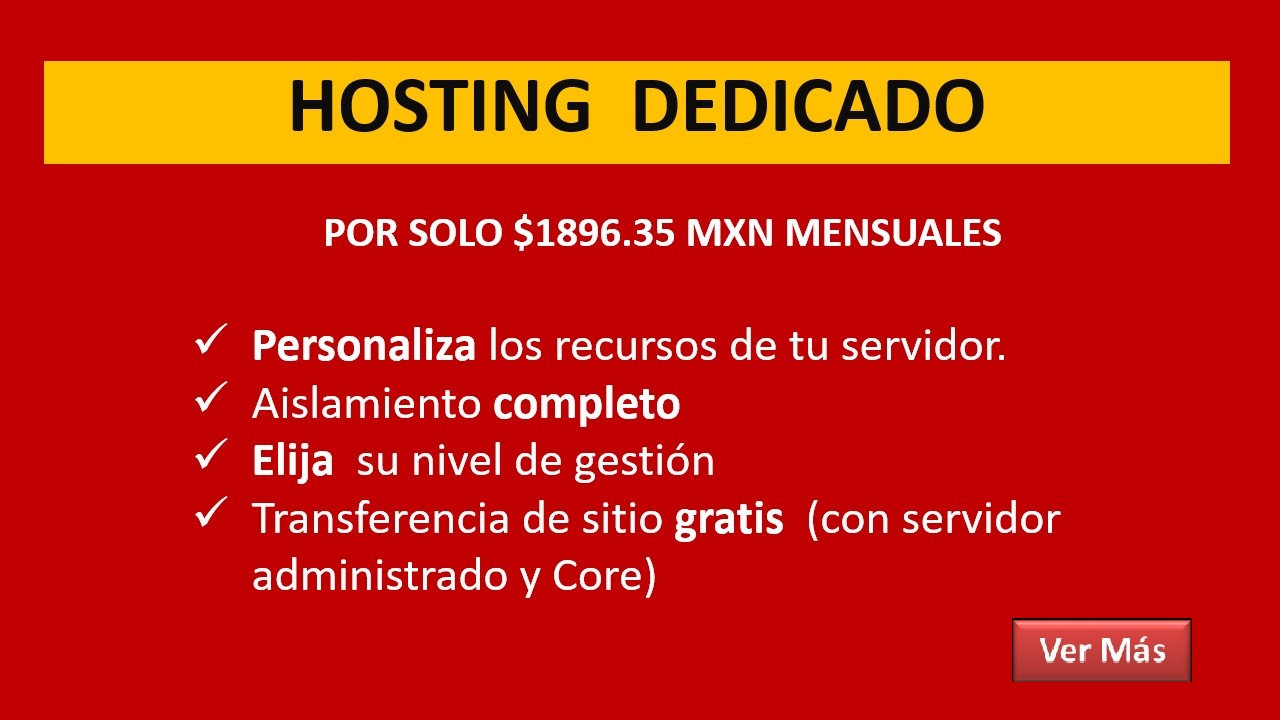 HOSTING DEDICADO
POR SOLO $1896.35 MXN MENSUALES
✓ Personaliza los recursos de tu servidor.
✓ Aislamiento completo
✓ Elija su nivel de gestión
✓ Transferencia de sitio gratis (con servidor
administrado y Core)
Ver Más